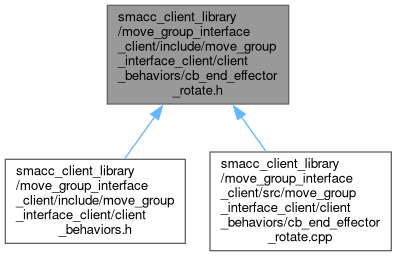 smacc_client_library
/move_group_interface
_client/include/move_group
_interface_client/client
_behaviors/cb_end_effector
_rotate.h
smacc_client_library
/move_group_interface
_client/include/move_group
_interface_client/client
_behaviors.h
smacc_client_library
/move_group_interface
_client/src/move_group
_interface_client/client
_behaviors/cb_end_effector
_rotate.cpp